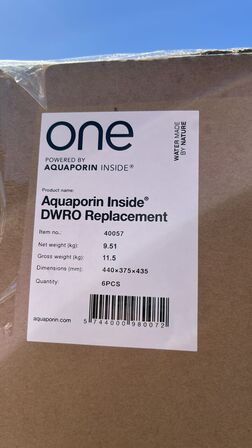 one
WATER MADE
BY NATURE
POWERED BY
AQUAPORIN INSIDE®
Product name:
Aquaporin Inside®
DWRO Replacement
Item no.: 40057
Net weight (kg): 9.51
Gross weight (kg): 11.5
Dimensions (mm): 440×375×435
Quantity: 6PCS
aquaporin.com
5 744000 980072